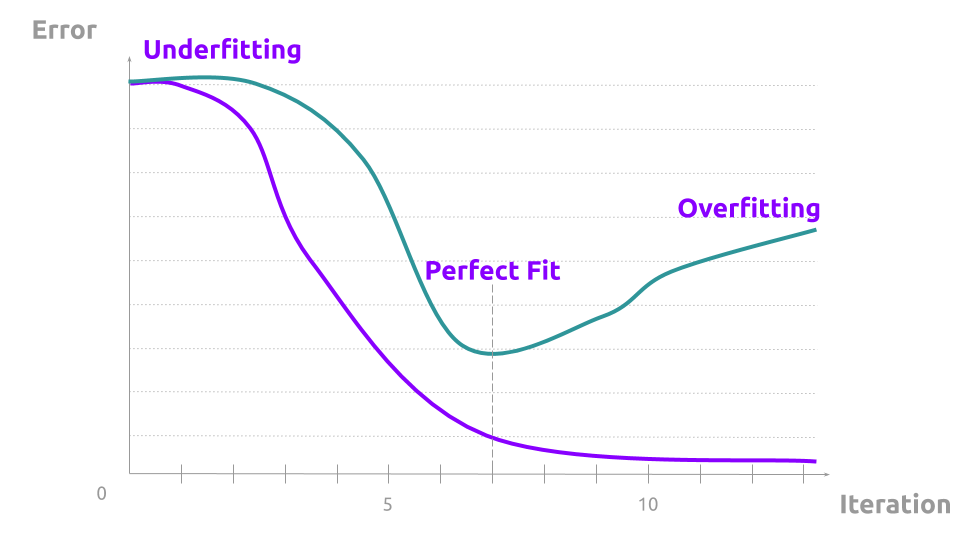 Error
Underfitting
Overfitting
Perfect Fit
0
5
10
Iteration